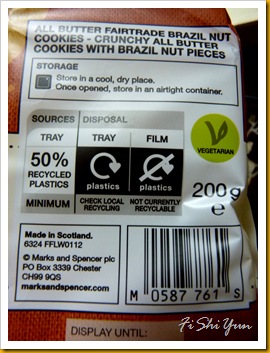 ALL BUTTER FAIRTRADE BRAZIL NUT
COOKIES - CRUNCHY ALL BUTTER
COOKIES WITH BRAZIL NUT PIECES
STORAGE
Store in a cool, dry place.
Once opened, store in an airtight container.
SOURCES DISPOSAL
TRAY TRAY FILM
50%
RECYCLED
PLASTICS
plastics plastics
MINIMUM
CHECK LOCAL
RECYCLING
NOT CURRENTLY
RECYCLABLE
V
VEGETARIAN
200g
e
Made in Scotland.
6324 FFLW0112
© Marks and Spencer plc
PO Box 3339 Chester
CH99 9QS
marksandspencer.com
M 0587 761 S
DISPLAY UNTIL:
Fi Shi Yun